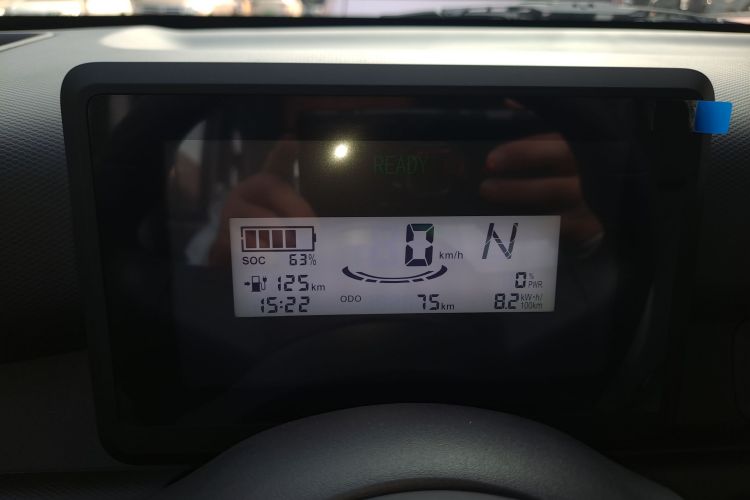 READY
0 km/h N
SOC 63%
125 km
0 % PWR
15:22 ODO 75 km 8.2 kW·h/100km